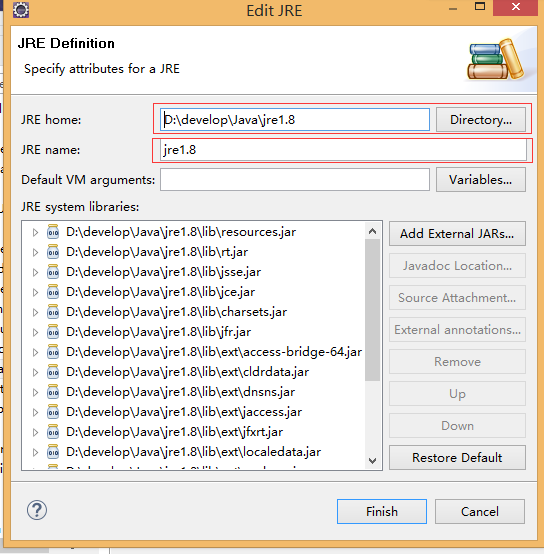 Edit JRE
JRE Definition
Specify attributes for a JRE
JRE home:
D:\develop\Java\jre1.8
Directory...
JRE name:
jre1.8
Default VM arguments:
Variables...
JRE system libraries:
D:\develop\Java\jre1.8\lib\resources.jar
D:\develop\Java\jre1.8\lib\rt.jar
D:\develop\Java\jre1.8\lib\jsse.jar
D:\develop\Java\jre1.8\lib\jce.jar
D:\develop\Java\jre1.8\lib\charsets.jar
D:\develop\Java\jre1.8\lib\jfr.jar
D:\develop\Java\jre1.8\lib\ext\access-bridge-64.jar
D:\develop\Java\jre1.8\lib\ext\cldrdata.jar
D:\develop\Java\jre1.8\lib\ext\dnsns.jar
D:\develop\Java\jre1.8\lib\ext\jaccess.jar
D:\develop\Java\jre1.8\lib\ext\jfxrt.jar
D:\develop\Java\jre1.8\lib\ext\localedata.jar
Add External JARs...
Javadoc Location...
Source Attachment...
External annotations...
Remove
Up
Down
Restore Default
Finish
Cancel